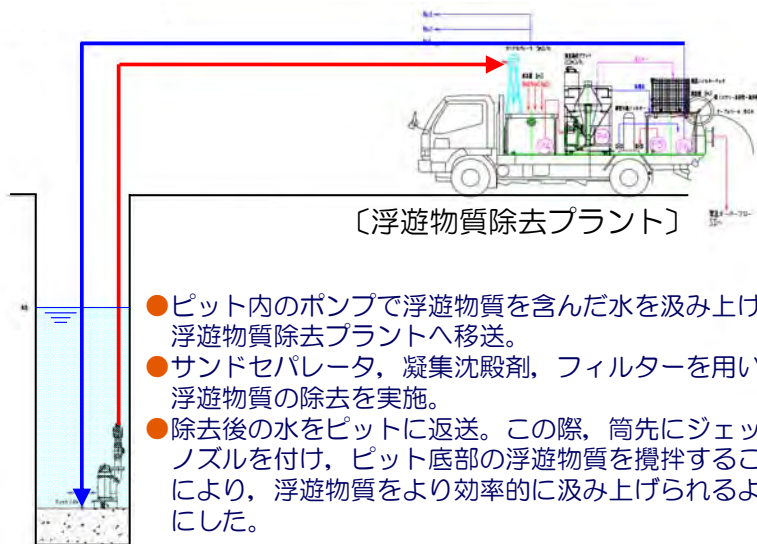 〔浮遊物質除去プラント〕
●ピット内のポンプで浮遊物質を含んだ水を汲み上げ
浮遊物質除去プラントへ移送。
●サンドセパレータ，凝集沈殿剤，フィルターを用い
浮遊物質の除去を実施。
●除去後の水をピットに返送。この際，筒先にジェッ
ノズルを付け，ピット底部の浮遊物質を攪拌するこ
により，浮遊物質をより効率的に汲み上げられるよ
にした。